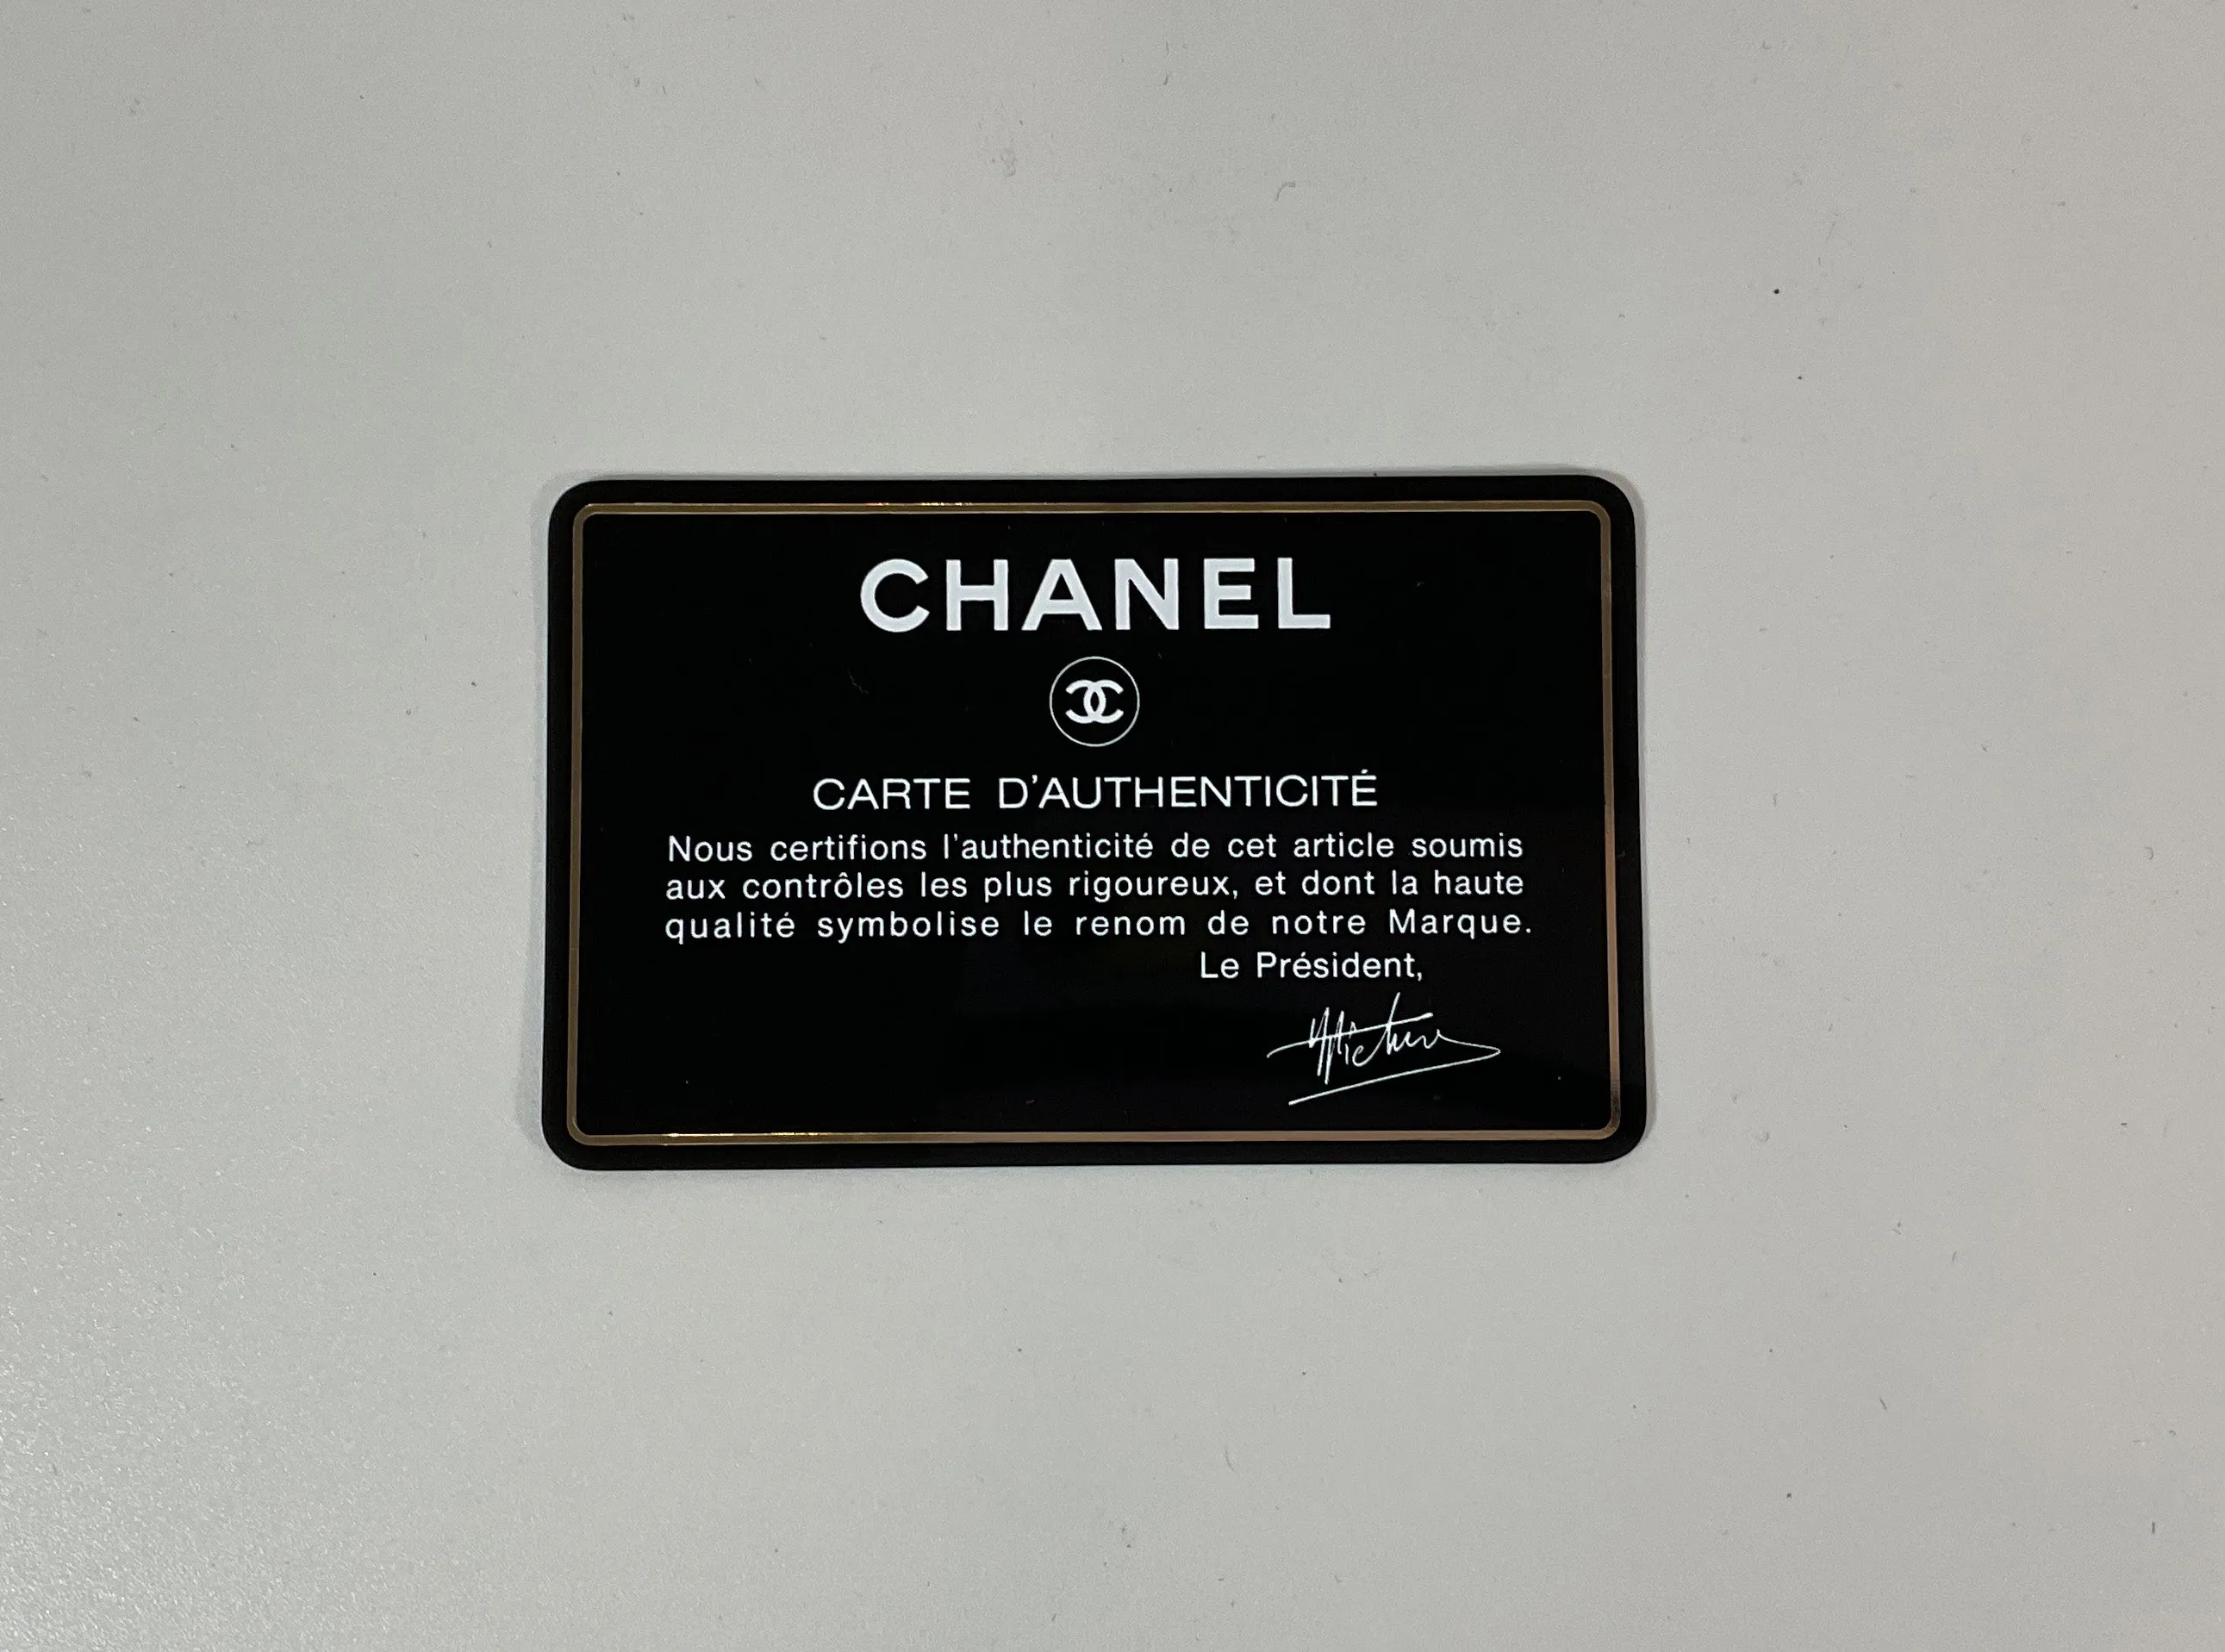 CHANEL
CARTE D'AUTHENTICITÉ
Nous certifions l'authenticité de cet article soumis
aux contrôles les plus rigoureux, et dont la haute
qualité symbolise le renom de notre Marque.
Le Président,